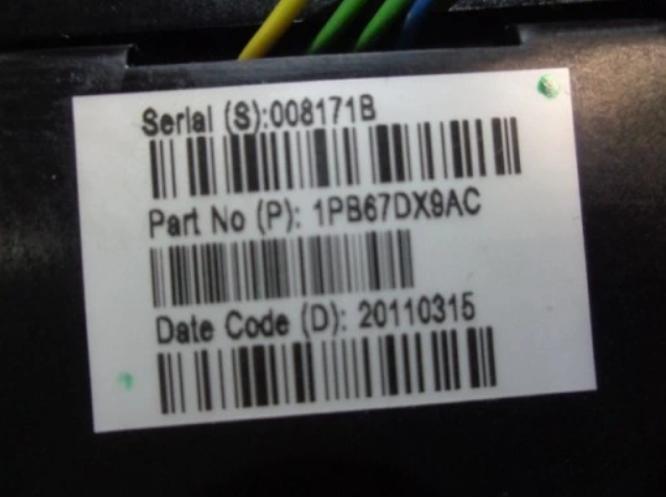 Serial (S):008171B
Part No (P): 1PB67DX9AC
Date Code (D): 20110315